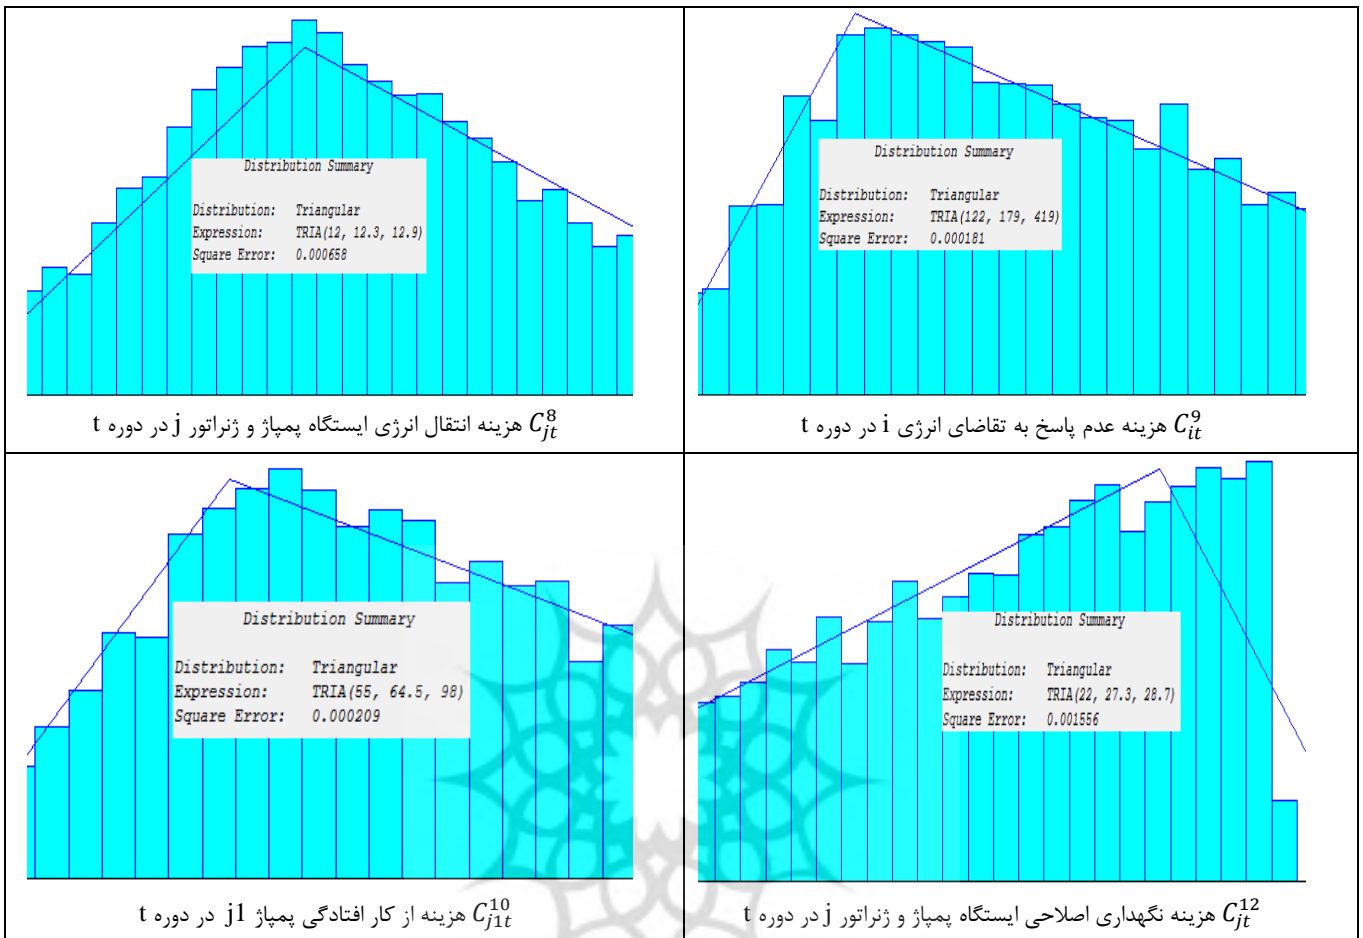 Distribution Summary
Distribution: Triangular
Expression: TRIA(12, 12.3, 12.9)
Square Error: 0.000658
$C_{jt}^{8}$ هزینه انتقال انرژی ایستگاه پمپاژ و ژنراتور j در دوره t
Distribution Summary
Distribution: Triangular
Expression: TRIA(122, 179, 419)
Square Error: 0.000181
$C_{it}^{9}$ هزینه عدم پاسخ به تقاضای انرژی i در دوره t
Distribution Summary
Distribution: Triangular
Expression: TRIA(55, 64.5, 98)
Square Error: 0.000209
$C_{j1t}^{10}$ هزینه از کار افتادگی پمپاژ j1 در دوره t
Distribution Summary
Distribution: Triangular
Expression: TRIA(22, 27.3, 28.7)
Square Error: 0.001556
$C_{jt}^{12}$ هزینه نگهداری اصلاحی ایستگاه پمپاژ و ژنراتور j در دوره t